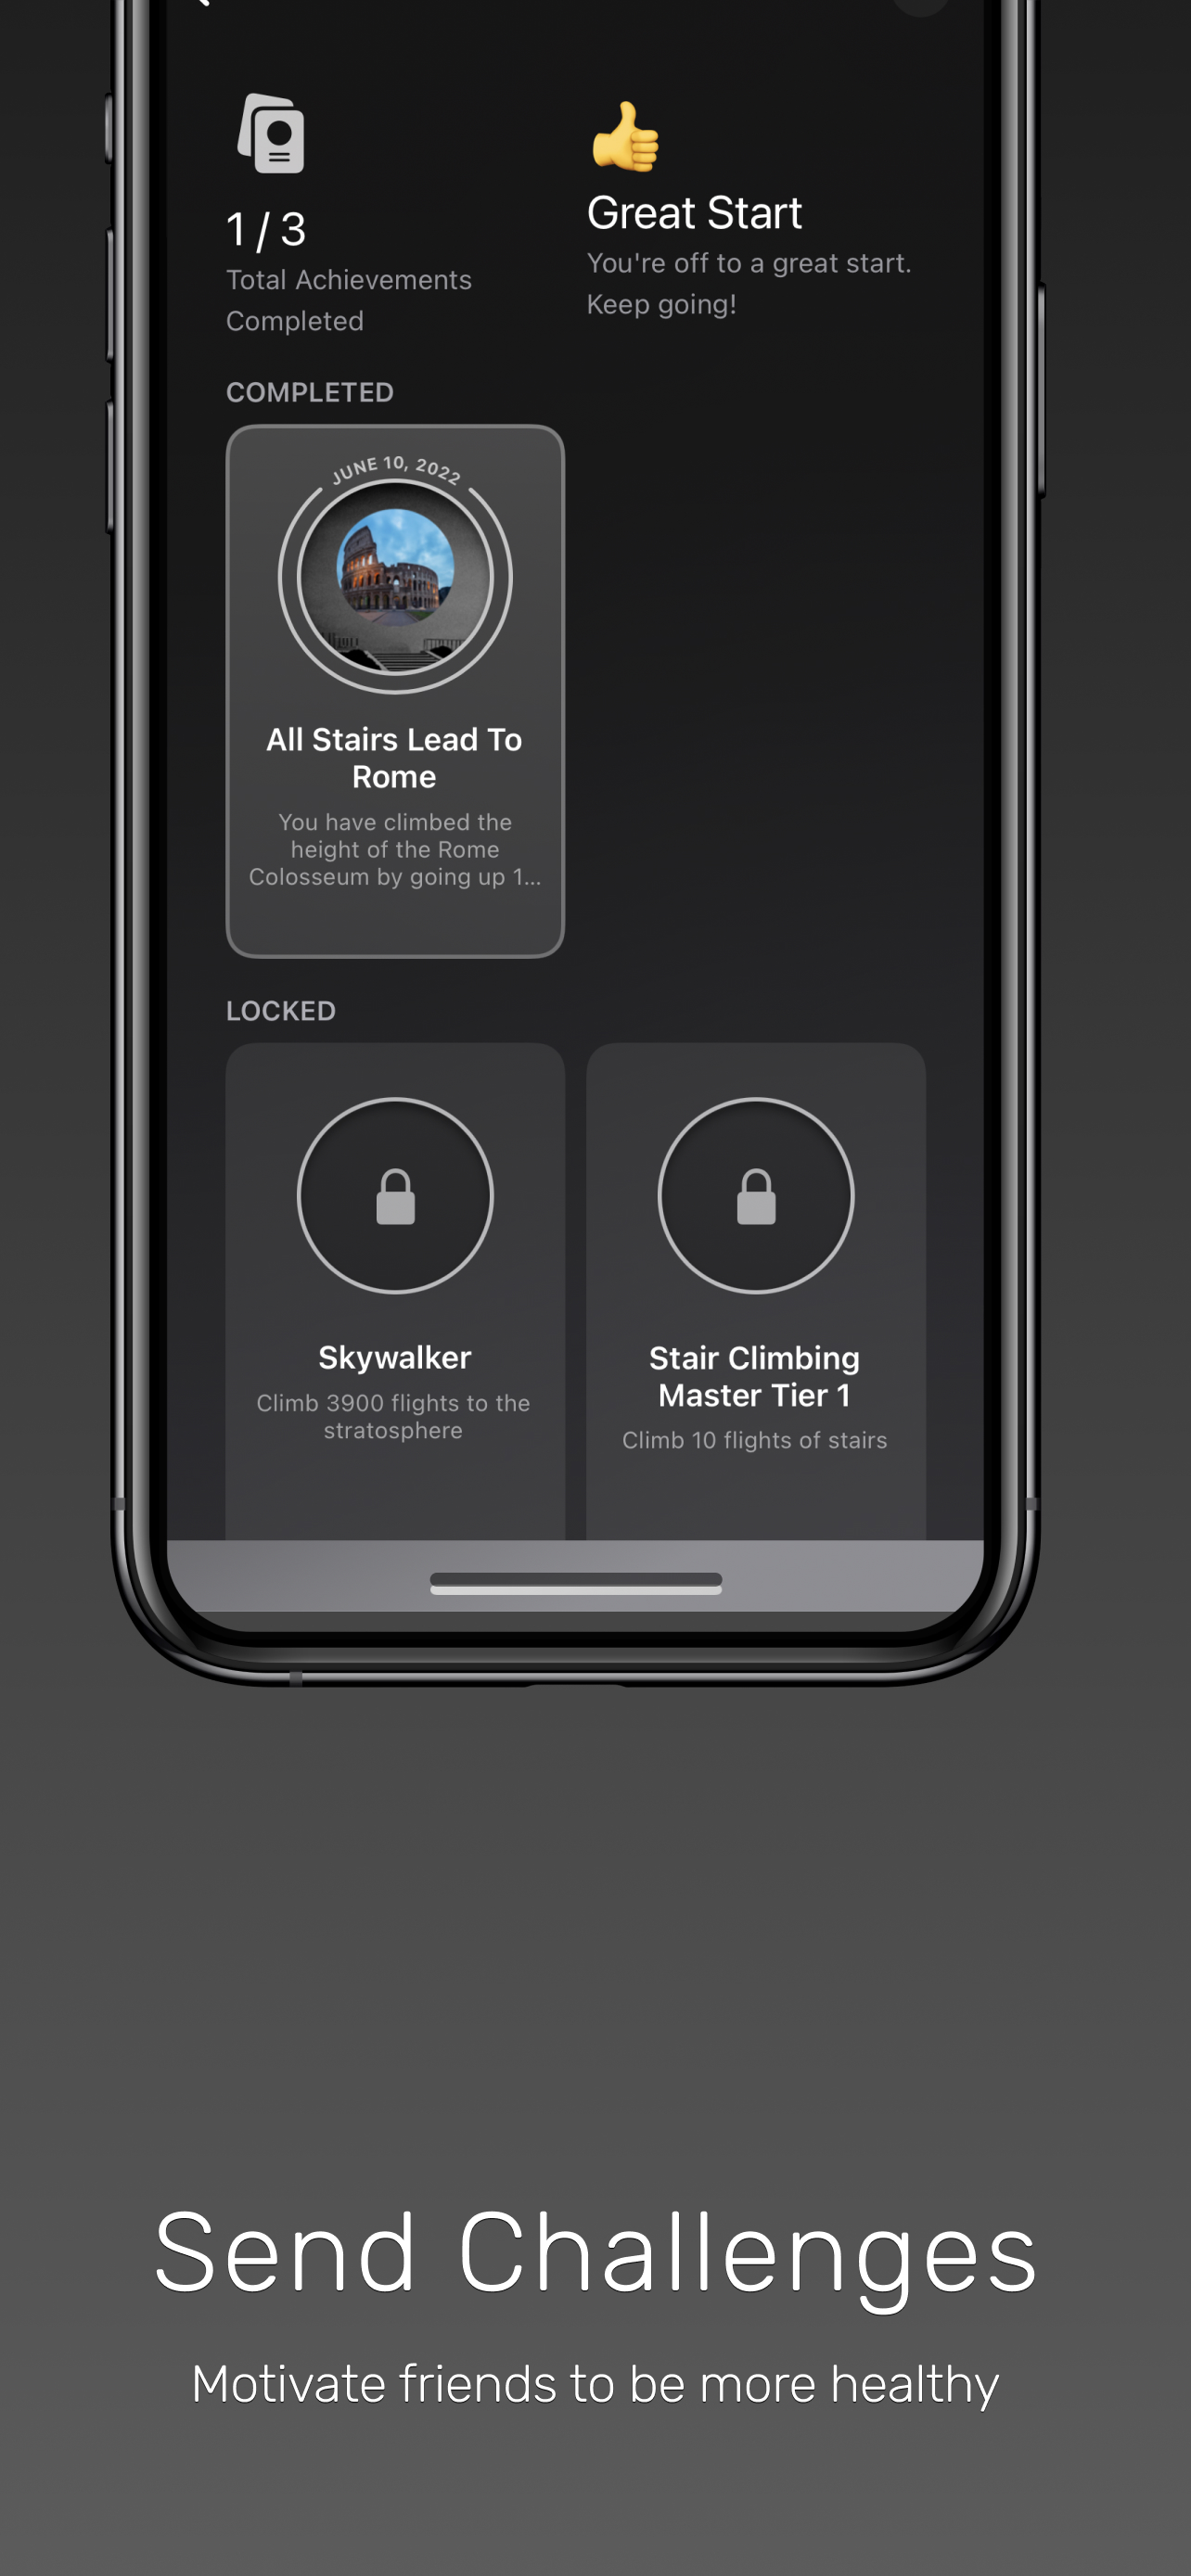 1 / 3
Total Achievements
Completed
👍
Great Start
You're off to a great start.
Keep going!
COMPLETED
JUNE 10, 2022
All Stairs Lead To
Rome
You have climbed the
height of the Rome
Colosseum by going up 1...
LOCKED
Skywalker
Climb 3900 flights to the
stratosphere
Stair Climbing
Master Tier 1
Climb 10 flights of stairs
Send Challenges
Motivate friends to be more healthy